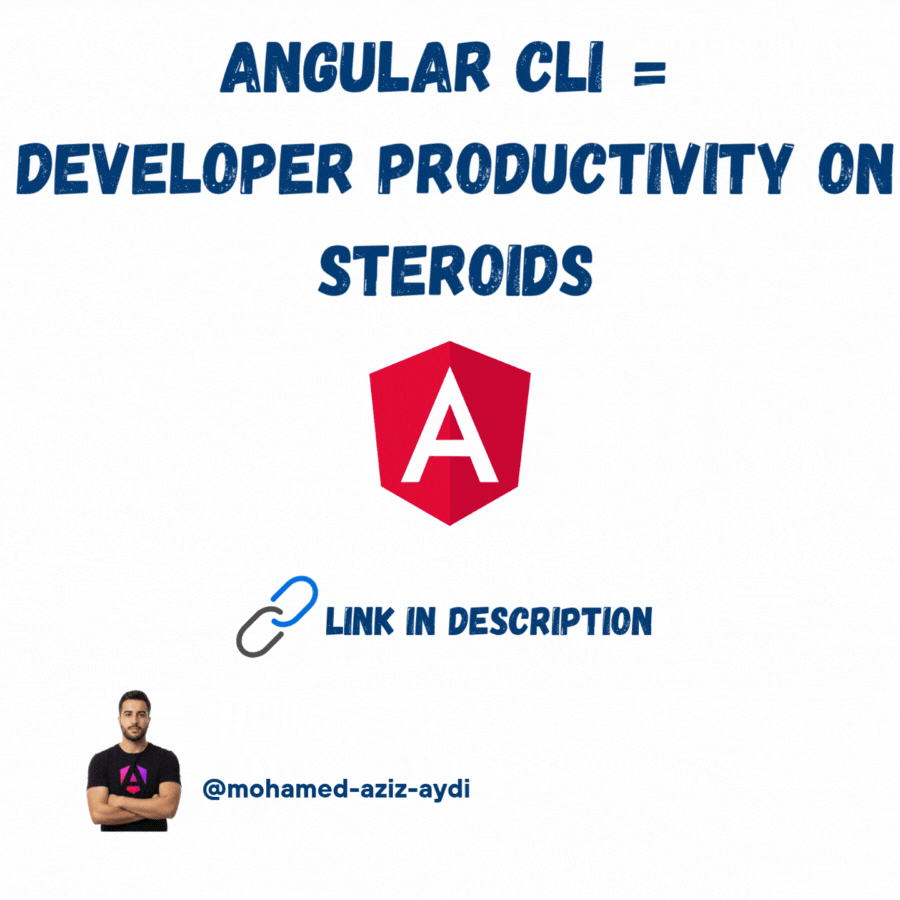 ANGULAR CLI =
DEVELOPER PRODUCTIVITY ON
STEROIDS
A
LINK IN DESCRIPTION
@mohamed-aziz-aydi